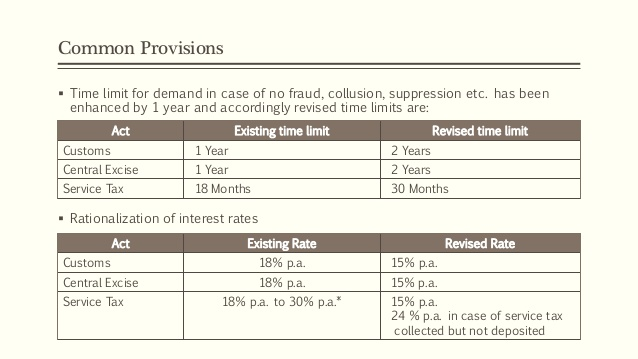 Common Provisions
▪ Time limit for demand in case of no fraud, collusion, suppression etc. has been
enhanced by 1 year and accordingly revised time limits are:
Act Existing time limit Revised time limit
Customs 1 Year 2 Years
Central Excise 1 Year 2 Years
Service Tax 18 Months 30 Months
▪ Rationalization of interest rates
Act Existing Rate Revised Rate
Customs 18% p.a. 15% p.a.
Central Excise 18% p.a. 15% p.a.
Service Tax 18% p.a. to 30% p.a.* 15% p.a.
24 % p.a. in case of service tax
collected but not deposited